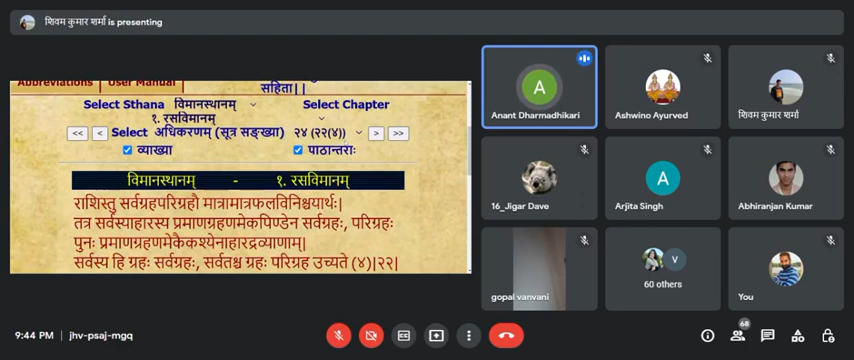 शिवम कुमार शर्मा is presenting
Abbreviations | User Manual
संहिता||
Select Sthana विमानस्थानम् Select Chapter
१. रसविमानम्
<< < Select अधिकरणम् (सूत्र सङ्ख्या) २४ (२२(४)) > >>
व्याख्या पाठान्तराः
विमानस्थानम् - १. रसविमानम्
राशिस्तु सर्वग्रहपरिग्रहौ मात्रामात्रफलविनिश्चयार्थः|
तत्र सर्वस्याहारस्य प्रमाणग्रहणमेकपिण्डेन सर्वग्रहः, परिग्रहः
पुनः प्रमाणग्रहणमेकैकश्येनाहारद्रव्याणाम्|
सर्वस्य हि ग्रहः सर्वग्रहः, सर्वतश्च ग्रहः परिग्रह उच्यते (४)|२२|
A
Anant Dharmadhikari
Ashwino Ayurved
शिवम कुमार शर्मा
16_Jigar Dave
A
Arjita Singh
Abhiranjan Kumar
gopal vanvani
V
60 others
You
9:44 PM | jhv-psaj-mgq
68